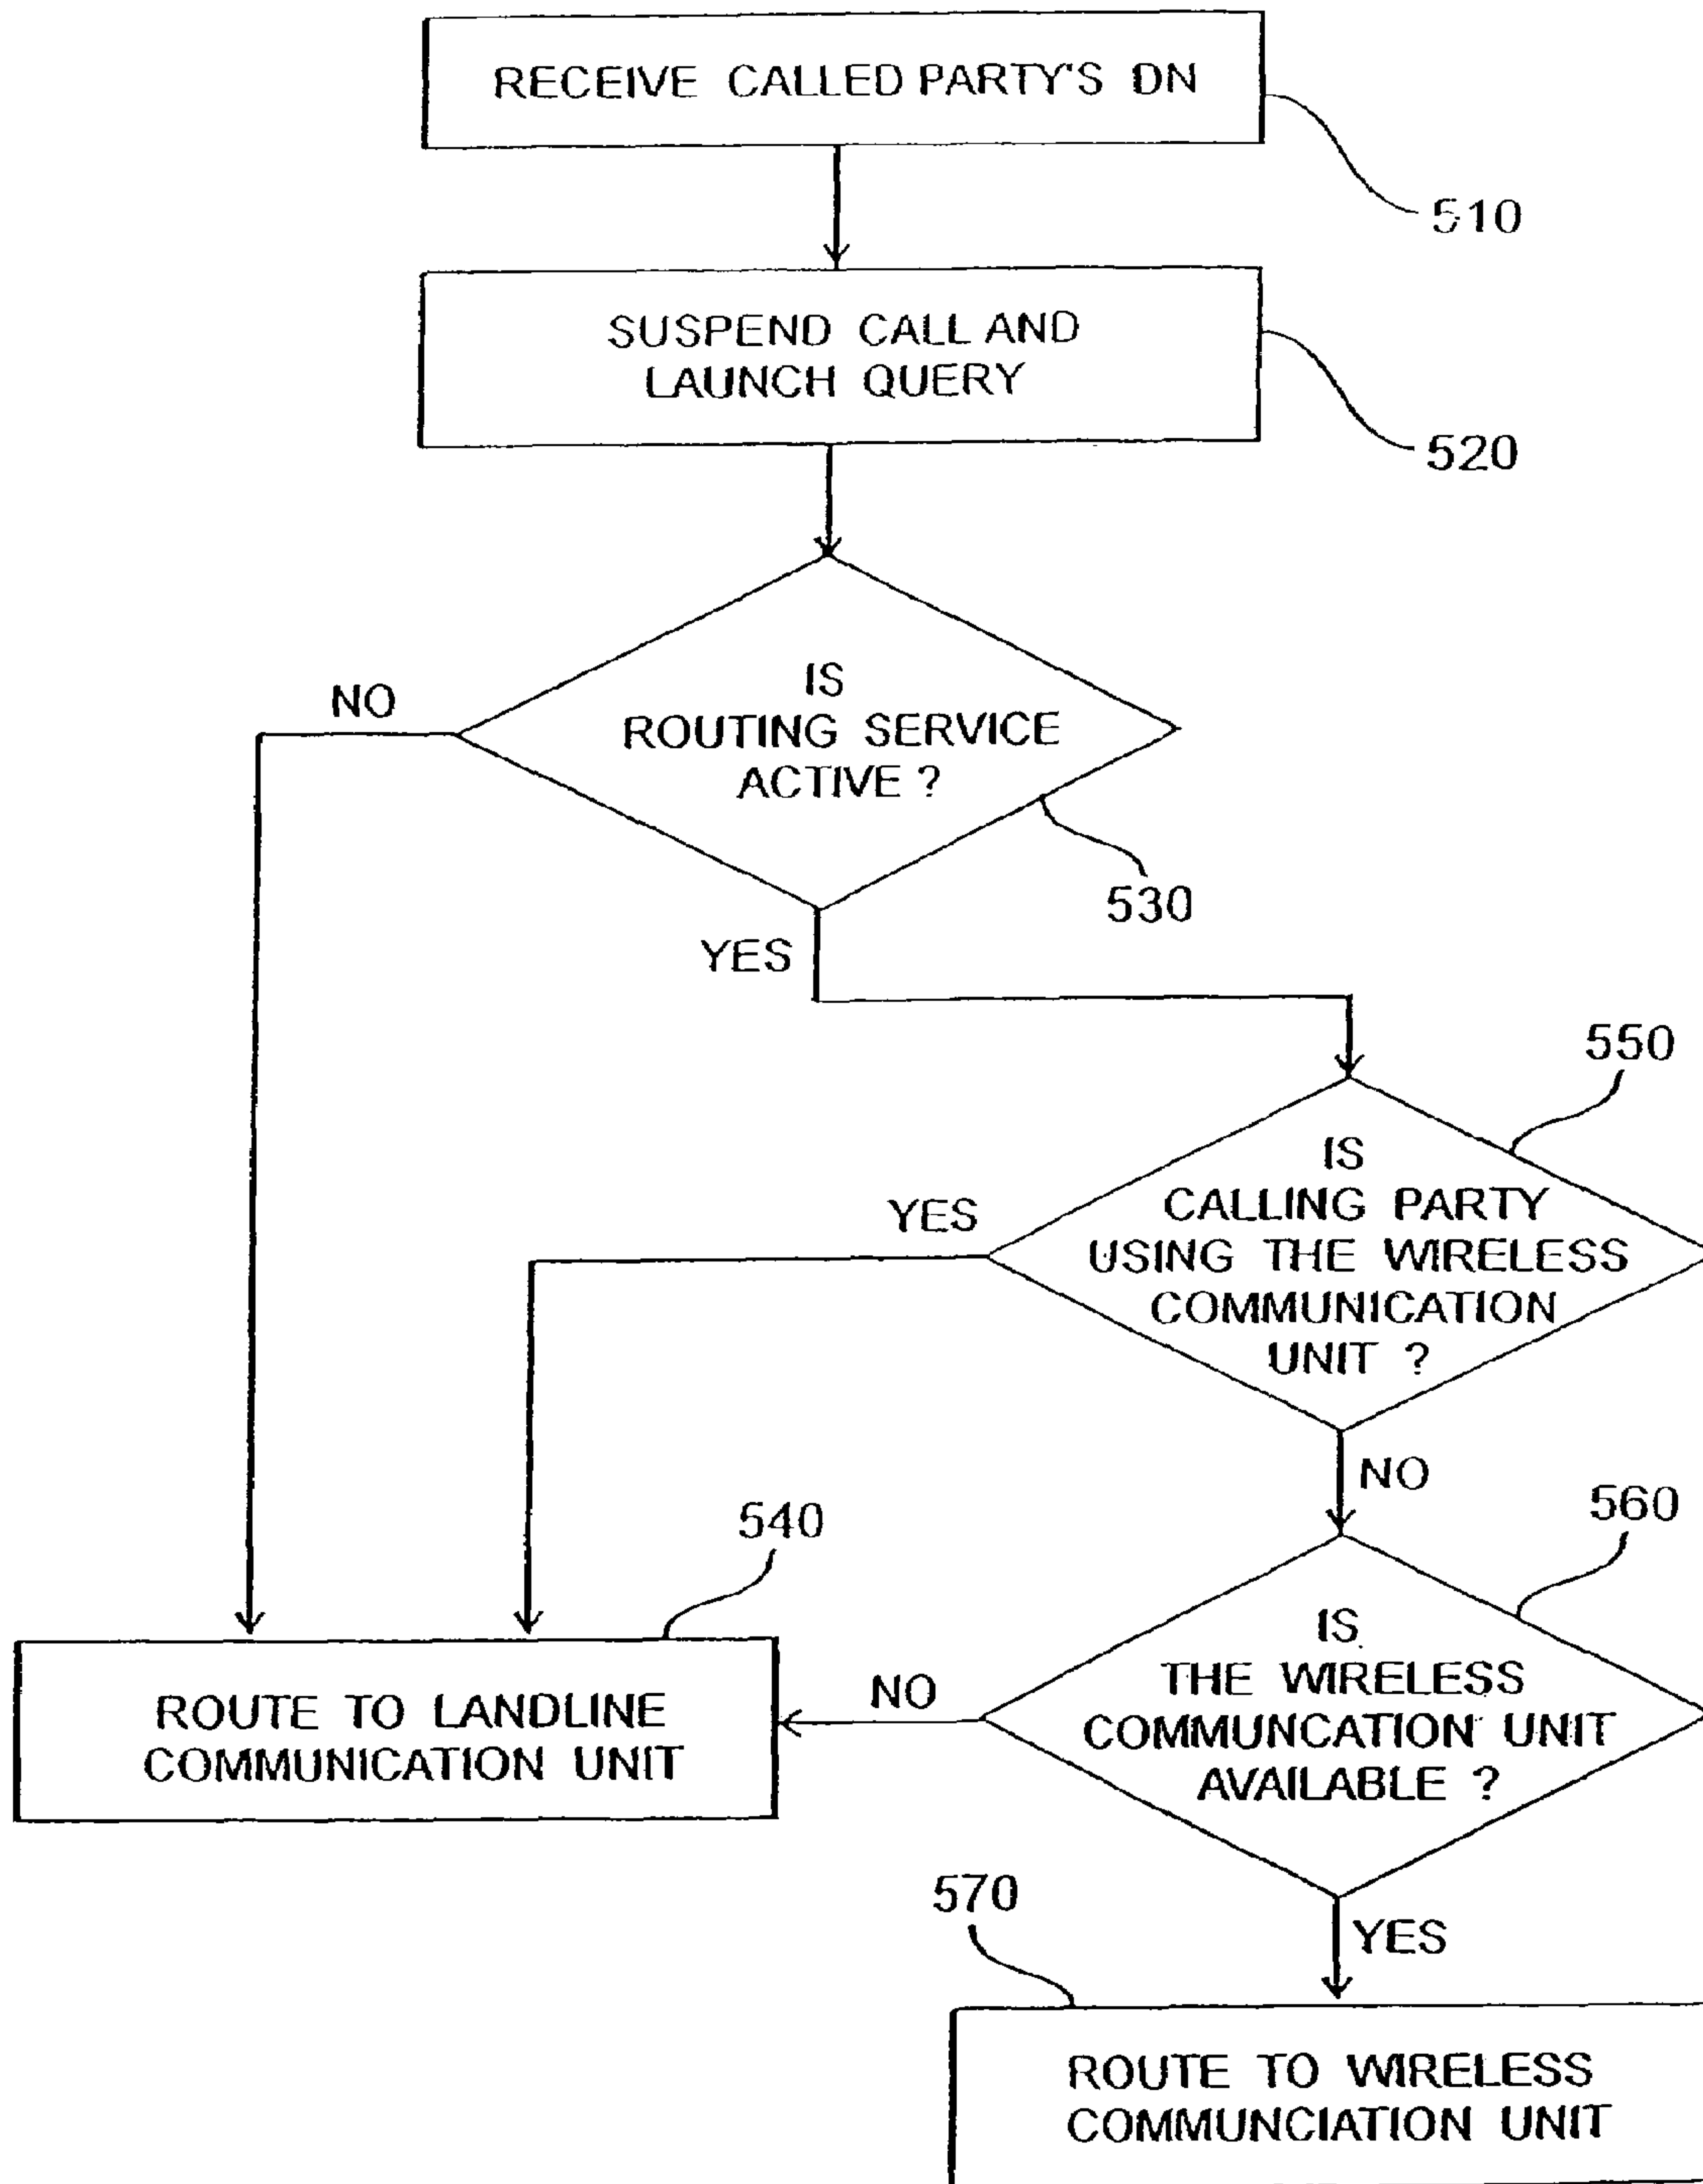 RECEIVE CALLED PARTY'S DN
510
SUSPEND CALL AND
LAUNCH QUERY
520
IS
ROUTING SERVICE
ACTIVE ?
NO
530
YES
550
IS
CALLING PARTY
USING THE WIRELESS
COMMUNICATION
UNIT ?
YES
NO
540
560
ROUTE TO LANDLINE
COMMUNICATION UNIT
NO
IS
THE WIRELESS
COMMUNCATION UNIT
AVAILABLE ?
570
YES
ROUTE TO WIRELESS
COMMUNCIATION UNIT